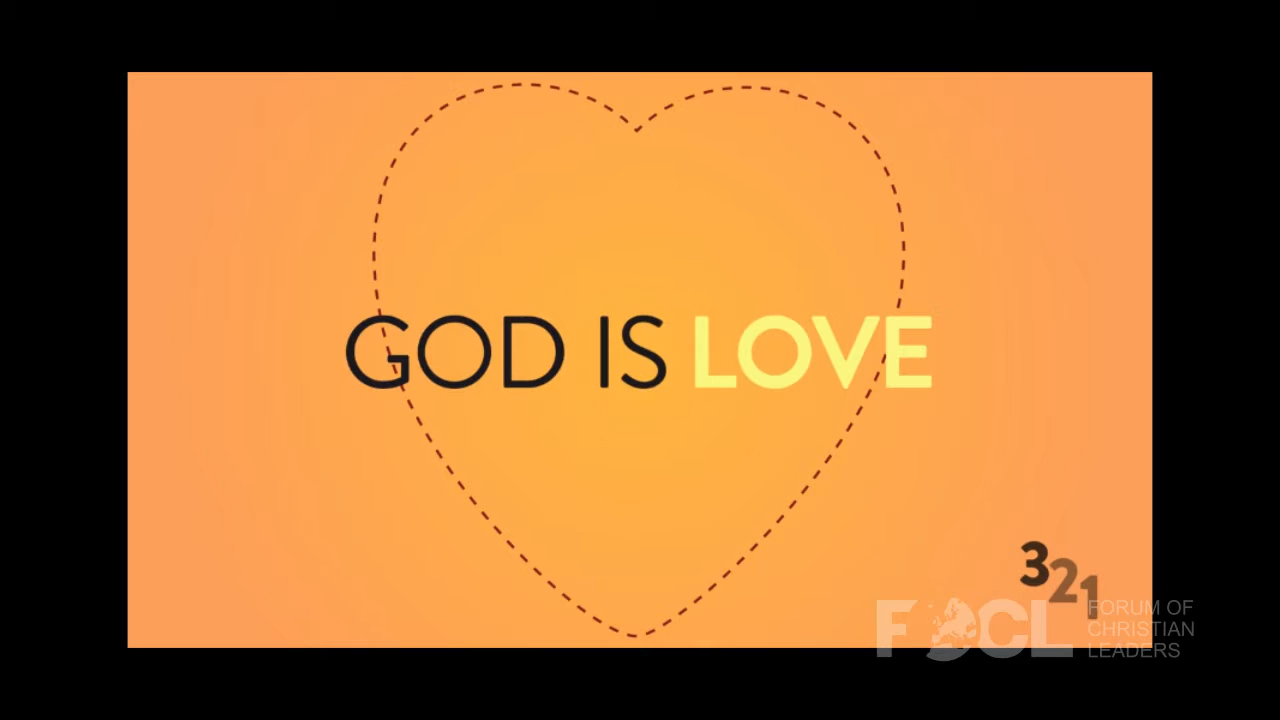 GOD IS LOVE
321
FOCL
FORUM OF
CHRISTIAN
LEADERS